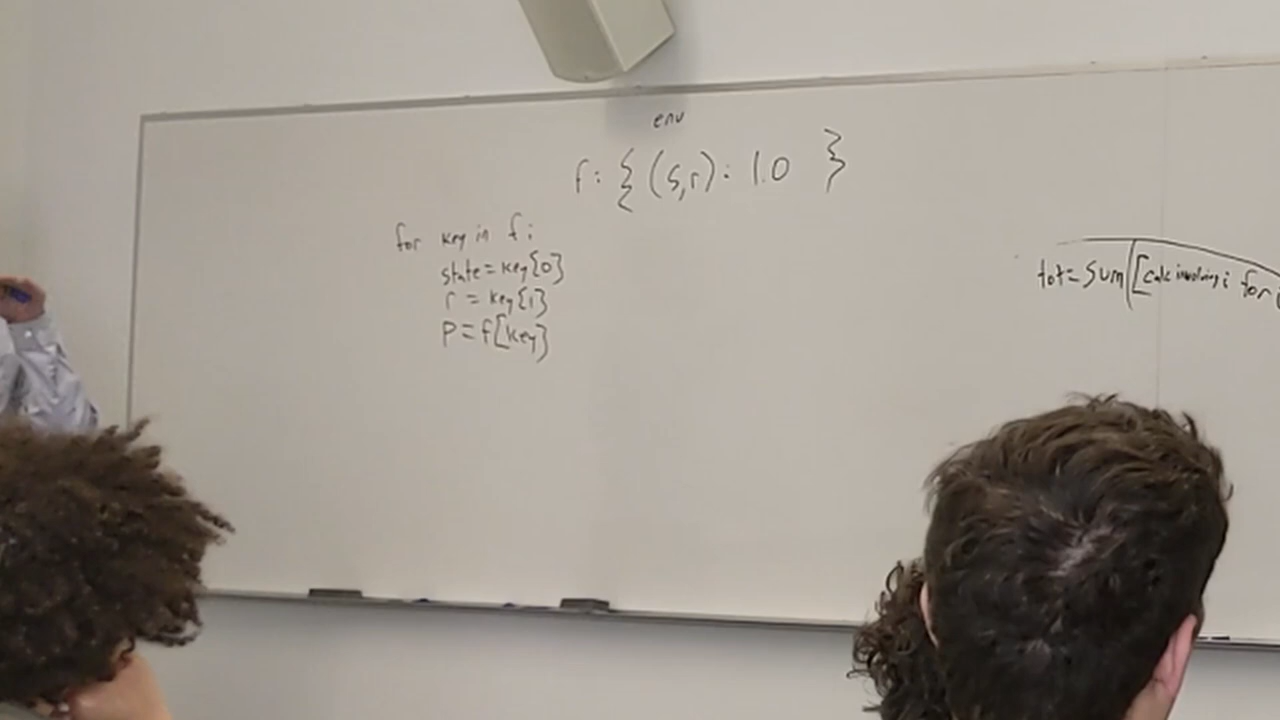 env
f: { (s,r): 1.0 }
for key in f:
state = key[0]
r = key[1]
p = f[key]
tot = sum([calc involving i for i